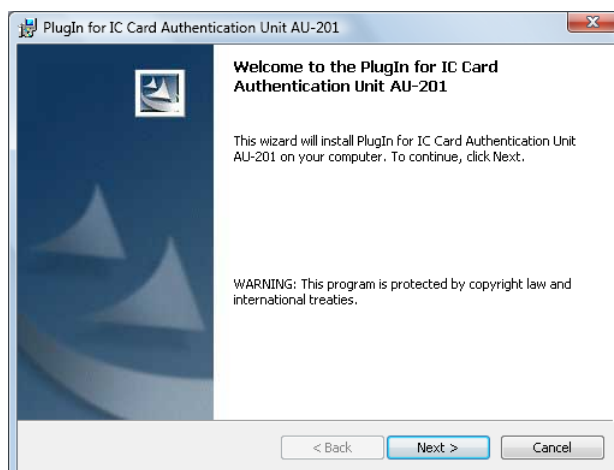 PlugIn for IC Card Authentication Unit AU-201
Welcome to the PlugIn for IC Card
Authentication Unit AU-201
This wizard will install PlugIn for IC Card Authentication Unit
AU-201 on your computer. To continue, click Next.
WARNING: This program is protected by copyright law and
international treaties.
< Back Next > Cancel